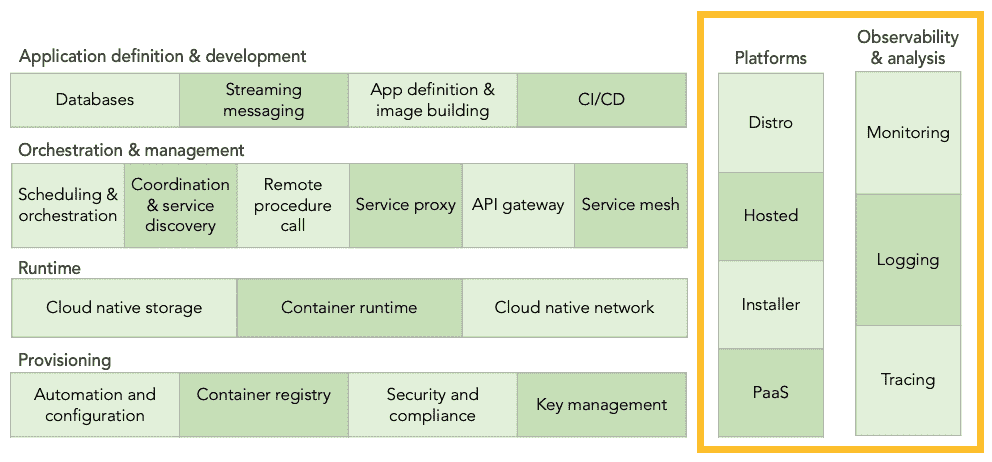 Application definition & development
Databases
Streaming
messaging
App definition &
image building
CI/CD
Orchestration & management
Scheduling &
orchestration
Coordination
& service
discovery
Remote
procedure
call
Service proxy
API gateway
Service mesh
Runtime
Cloud native storage
Container runtime
Cloud native network
Provisioning
Automation and
configuration
Container registry
Security and
compliance
Key management
Platforms
Distro
Hosted
Installer
PaaS
Observability
& analysis
Monitoring
Logging
Tracing